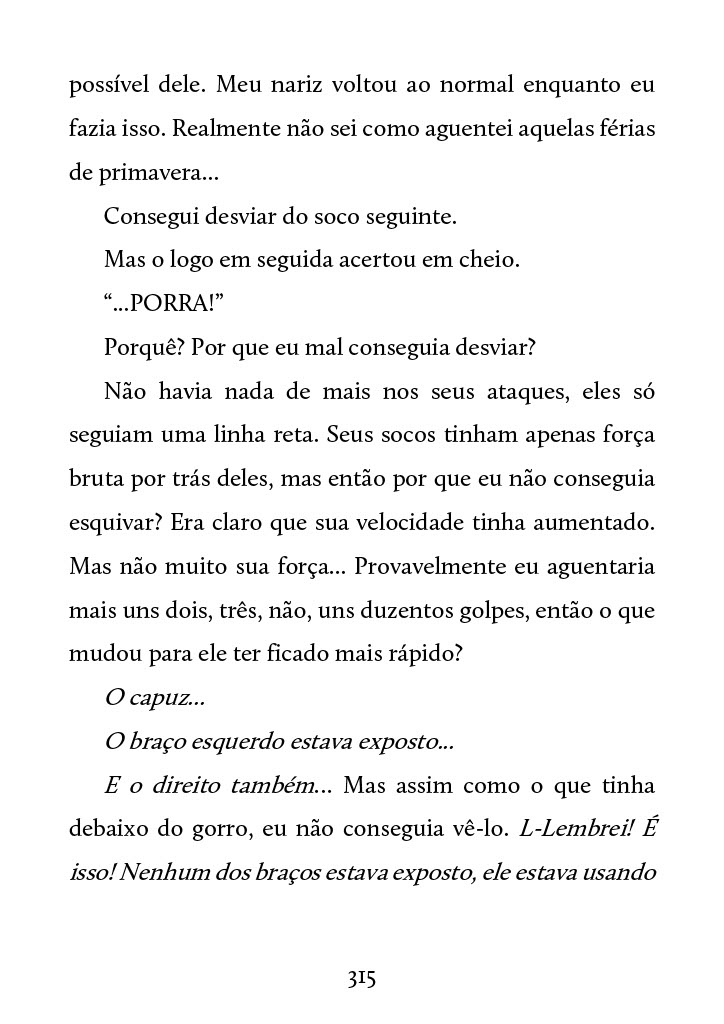 possível dele. Meu nariz voltou ao normal enquanto eu
fazia isso. Realmente não sei como aguentei aquelas férias
de primavera...
Consegui desviar do soco seguinte.
Mas o logo em seguida acertou em cheio.
“...PORRA!”
Porquê? Por que eu mal conseguia desviar?
Não havia nada de mais nos seus ataques, eles só
seguiam uma linha reta. Seus socos tinham apenas força
bruta por trás deles, mas então por que eu não conseguia
esquivar? Era claro que sua velocidade tinha aumentado.
Mas não muito sua força... Provavelmente eu aguentaria
mais uns dois, três, não, uns duzentos golpes, então o que
mudou para ele ter ficado mais rápido?
O capuz...
O braço esquerdo estava exposto...
E o direito também... Mas assim como o que tinha
debaixo do gorro, eu não conseguia vê-lo. L-Lembrei! É
isso! Nenhum dos braços estava exposto, ele estava usando
315